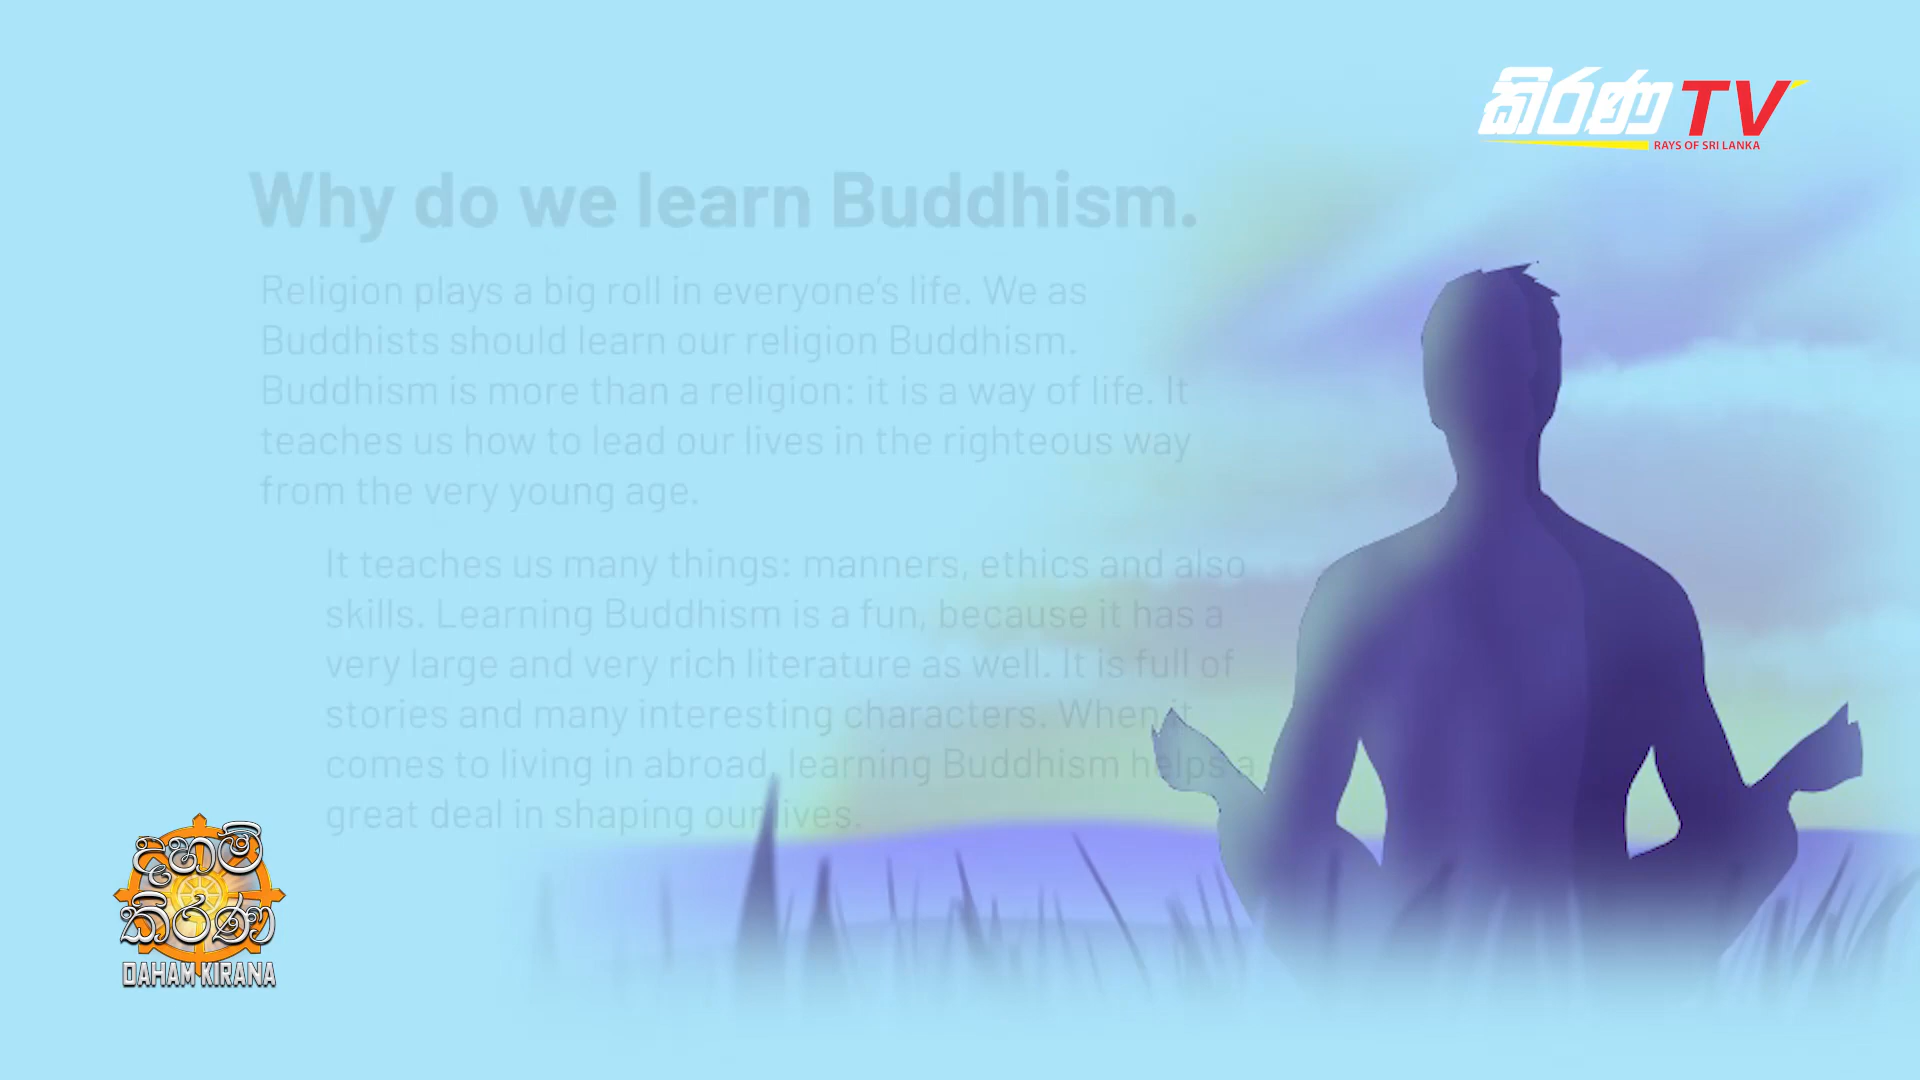 කිරණ TV
RAYS OF SRI LANKA
Why do we learn Buddhism.
Religion plays a big roll in everyone's life. We as
Buddhists should learn our religion Buddhism.
Buddhism is more than a religion: it is a way of life. It
teaches us how to lead our lives in the righteous way
from the very young age.
It teaches us many things: manners, ethics and also
skills. Learning Buddhism is a fun, because it has a
very large and very rich literature as well. It is full of
stories and many interesting characters. When it
comes to living in abroad, learning Buddhism helps a
great deal in shaping our lives.
දහම්
කිරණ
DAHAM KIRANA